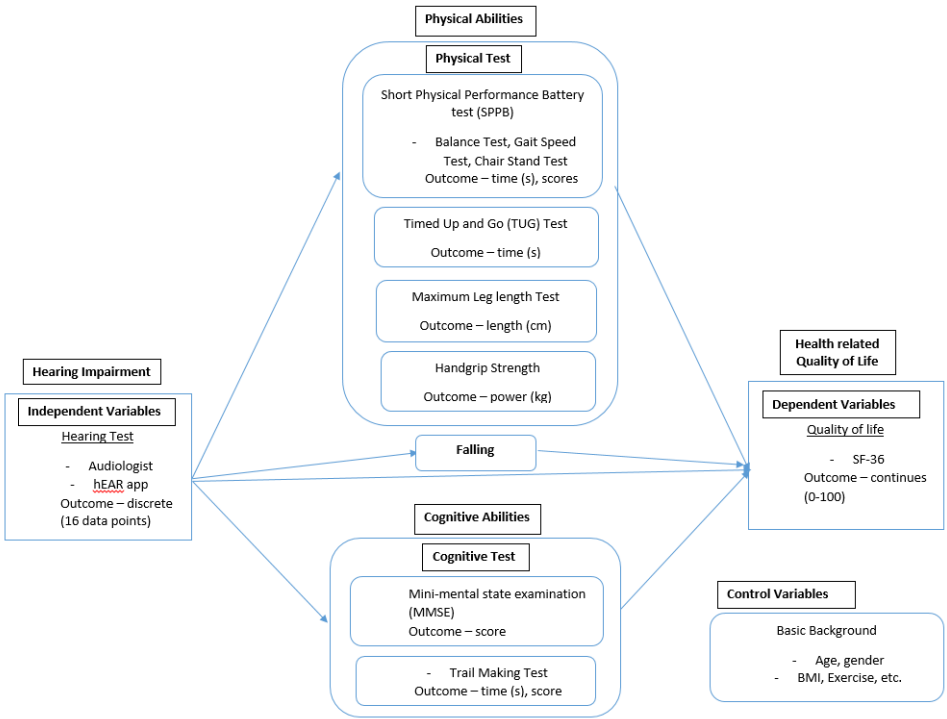 Physical Abilities
Physical Test
Short Physical Performance Battery
test (SPPB)
- Balance Test, Gait Speed
Test, Chair Stand Test
Outcome – time (s), scores
Timed Up and Go (TUG) Test
Outcome – time (s)
Maximum Leg length Test
Outcome – length (cm)
Handgrip Strength
Outcome – power (kg)
Hearing Impairment
Independent Variables
Hearing Test
- Audiologist
- hEAR app
Outcome – discrete
(16 data points)
Falling
Health related
Quality of Life
Dependent Variables
Quality of life
- SF-36
Outcome – continues
(0-100)
Cognitive Abilities
Cognitive Test
Mini-mental state examination
(MMSE)
Outcome – score
- Trail Making Test
Outcome – time (s), score
Control Variables
Basic Background
- Age, gender
- BMI, Exercise, etc.